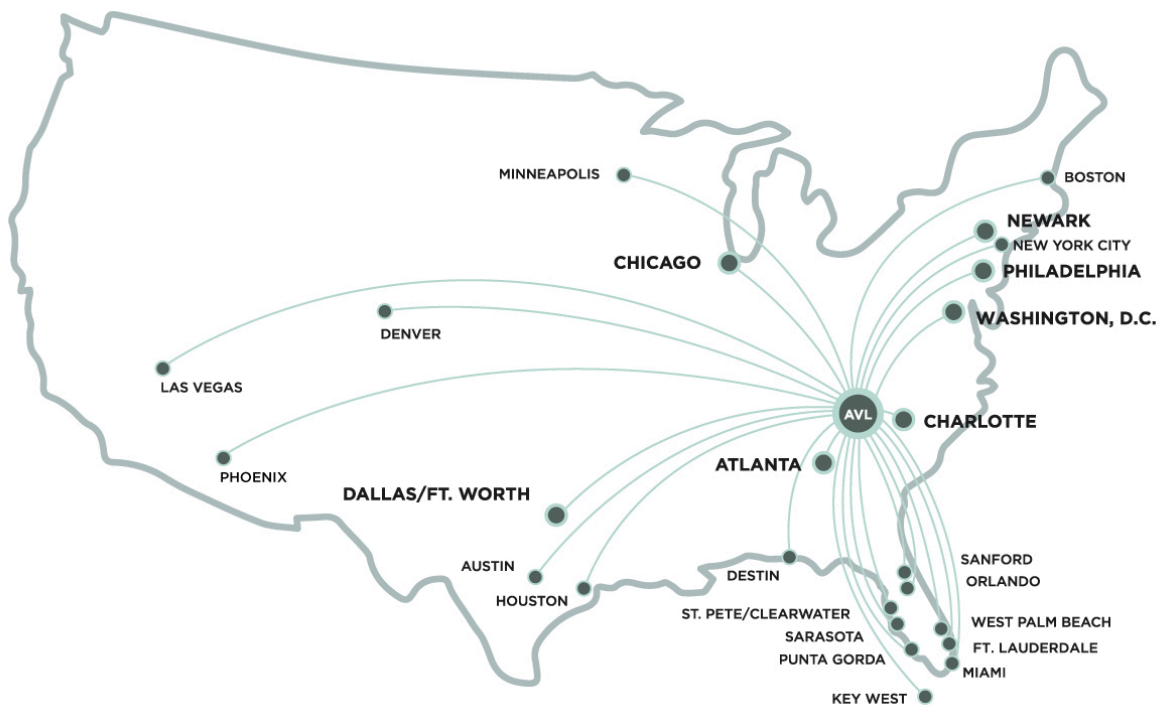 MINNEAPOLIS
BOSTON
NEWARK
NEW YORK CITY
CHICAGO
PHILADELPHIA
WASHINGTON, D.C.
DENVER
LAS VEGAS
AVL
CHARLOTTE
ATLANTA
PHOENIX
DALLAS/FT. WORTH
SANFORD
AUSTIN
DESTIN
ORLANDO
HOUSTON
ST. PETE/CLEARWATER
WEST PALM BEACH
SARASOTA
FT. LAUDERDALE
PUNTA GORDA
MIAMI
KEY WEST